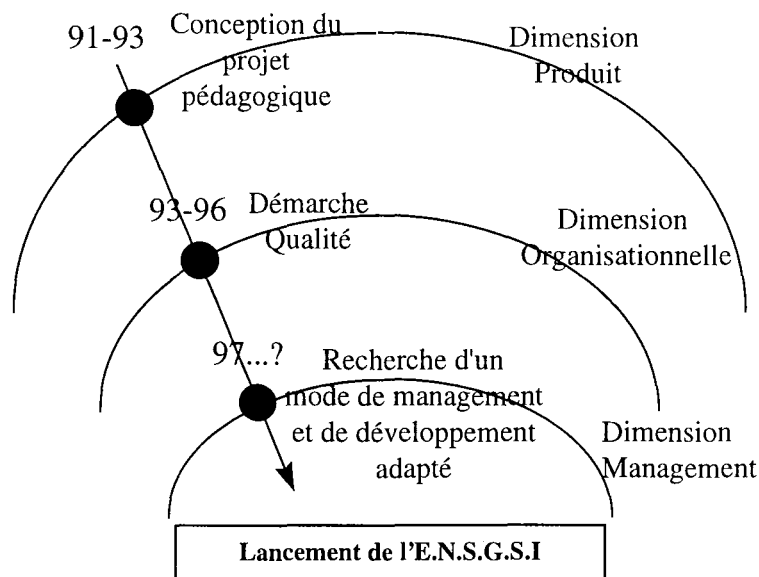 91-93
Conception du
projet
pédagogique
Dimension
Produit
93-96
Démarche
Qualité
Dimension
Organisationnelle
97...?
Recherche d'un
mode de management
et de développement
adapté
Dimension
Management
Lancement de l'E.N.S.G.S.I